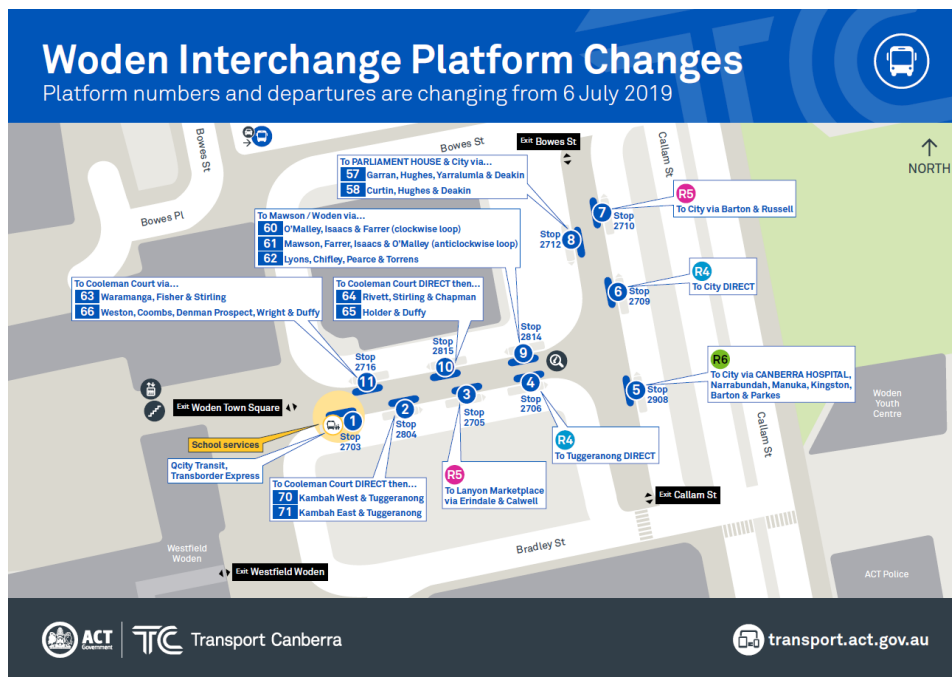 Woden Interchange Platform Changes
Platform numbers and departures are changing from 6 July 2019
Bowes St
Bowes St
Exit Bowes St
Callam St
NORTH
Bowes Pl
To PARLIAMENT HOUSE & City via...
57 Garran, Hughes, Yarralumla & Deakin
58 Curtin, Hughes & Deakin
R5
To City via Barton & Russell
7
Stop
2710
8
Stop
2712
To Mawson / Woden via...
60 O'Malley, Isaacs & Farrer (clockwise loop)
61 Mawson, Farrer, Isaacs & O'Malley (anticlockwise loop)
62 Lyons, Chifley, Pearce & Torrens
R4
To City DIRECT
6
Stop
2709
To Cooleman Court via...
63 Waramanga, Fisher & Stirling
66 Weston, Coombs, Denman Prospect, Wright & Duffy
To Cooleman Court DIRECT then...
64 Rivett, Stirling & Chapman
65 Holder & Duffy
Stop
2716
11
Stop
2815
10
Stop
2814
9
R6
To City via CANBERRA HOSPITAL,
Narrabundah, Manuka, Kingston,
Barton & Parkes
5
Stop
2908
4
Stop
2706
3
Stop
2705
2
Stop
2804
1
Stop
2703
Exit Woden Town Square
School services
Qcity Transit,
Transborder Express
To Cooleman Court DIRECT then...
70 Kambah West & Tuggeranong
71 Kambah East & Tuggeranong
R5
To Lanyon Marketplace
via Erindale & Calwell
R4
To Tuggeranong DIRECT
Woden
Youth
Centre
Callam St
Exit Callam St
Bradley St
Westfield
Woden
Exit Westfield Woden
ACT Police
ACT
Government
TC
Transport Canberra
transport.act.gov.au